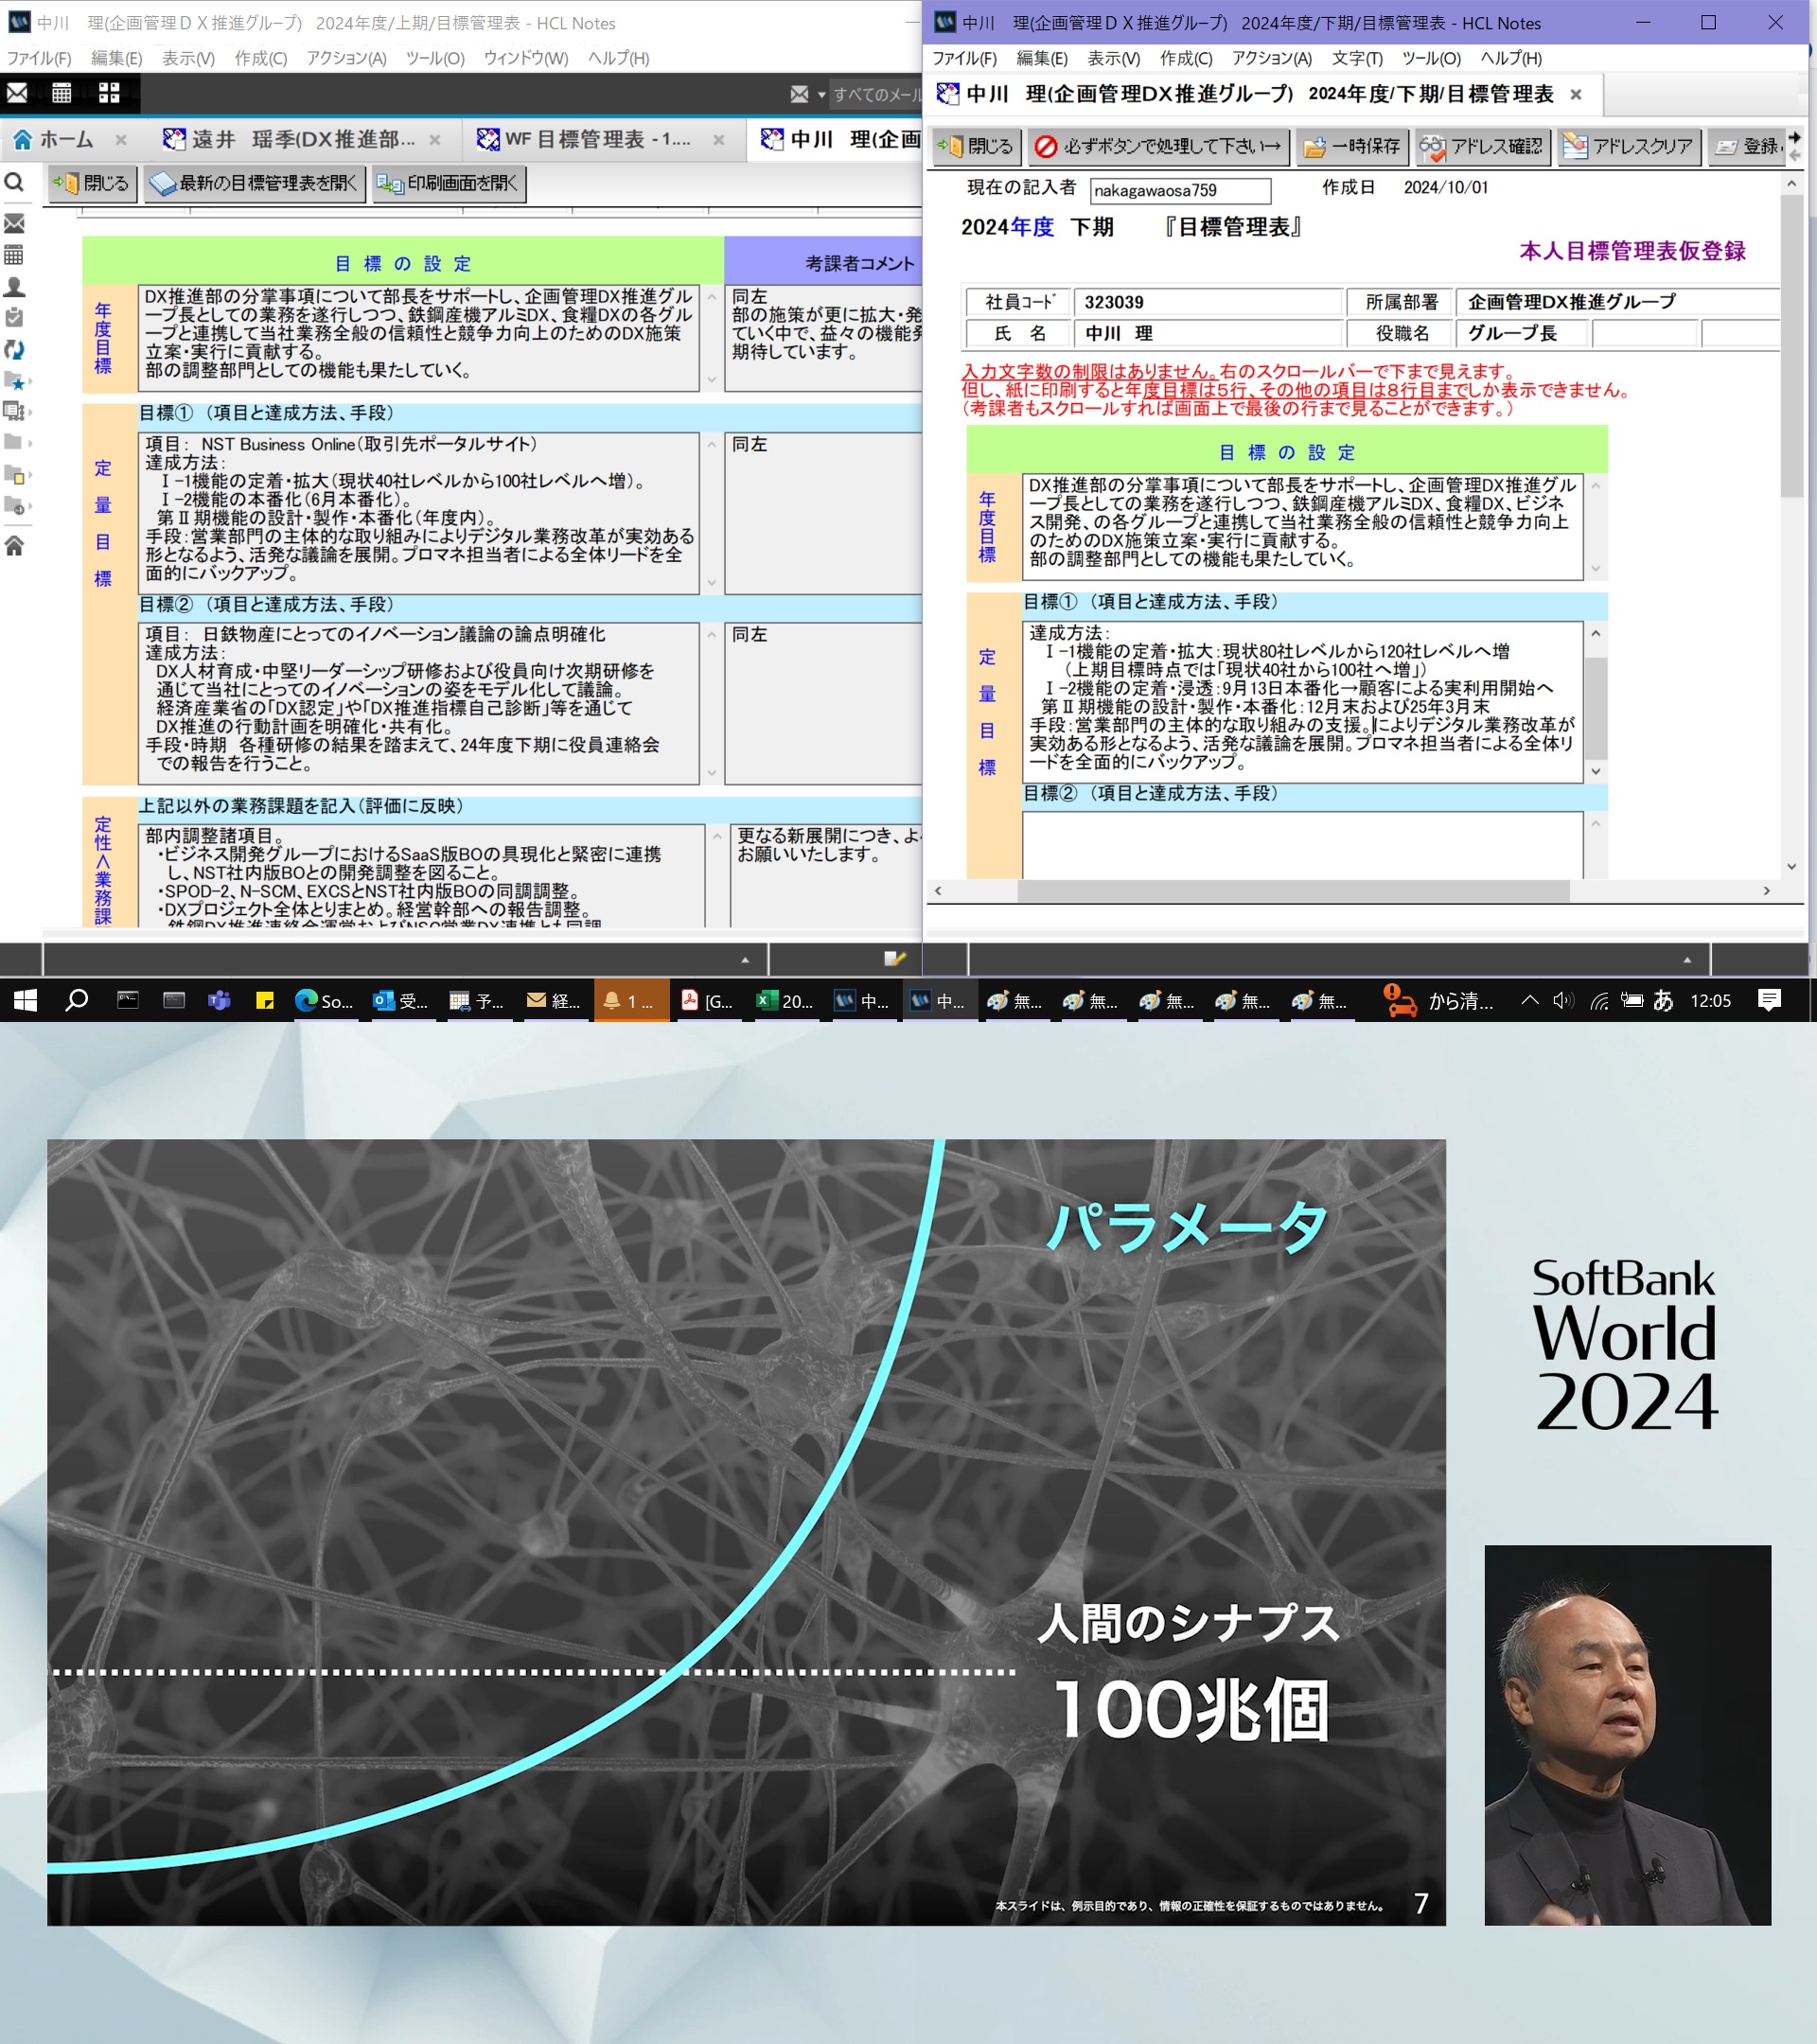 中川　理(企画管理ＤＸ推進グループ)　2024年度/上期/目標管理表 - HCL Notes
ファイル(F)　編集(E)　表示(V)　作成(C)　アクション(A)　ツール(O)　ウィンドウ(W)　ヘルプ(H)
すべてのメール
ホーム　遠井　瑶季(DX推進部...　WF 目標管理表 - 1....　中川　理(企画
閉じる　最新の目標管理表を開く　印刷画面を開く
目 標 の 設 定　考課者コメント
年度目標
DX推進部の分掌事項について部長をサポートし、企画管理DX推進グル
ープ長としての業務を遂行しつつ、鉄鋼産機アルミDX、食糧DXの各グル
ープと連携して当社業務全般の信頼性と競争力向上のためのDX施策
立案・実行に貢献する。
部の調整部門としての機能も果たしていく。
同左
部の施策が更に拡大・発
ていく中で、益々の機能発
期待しています。
定量目標
目標①　(項目と達成方法、手段)
項目：　NST Business Online(取引先ポータルサイト)
達成方法：
Ⅰ-1機能の定着・拡大(現状40社レベルから100社レベルへ増)。
Ⅰ-2機能の本番化(6月本番化)。
第Ⅱ期機能の設計・製作・本番化(年度内)。
手段：営業部門の主体的な取り組みによりデジタル業務改革が実効ある
形となるよう、活発な議論を展開。プロマネ担当者による全体リードを全
面的にバックアップ。
同左
目標②　(項目と達成方法、手段)
項目：　日鉄物産にとってのイノベーション議論の論点明確化
達成方法：
DX人材育成・中堅リーダーシップ研修および役員向け次期研修を
通じて当社にとってのイノベーションの姿をモデル化して議論。
経済産業省の「DX認定」や「DX推進指標自己診断」等を通じて
DX推進の行動計画を明確化・共有化。
手段・時期　各種研修の結果を踏まえて、24年度下期に役員連絡会
での報告を行うこと。
同左
定性＜業務課
上記以外の業務課題を記入(評価に反映)
部内調整諸項目。
・ビジネス開発グループにおけるSaaS版BOの具現化と緊密に連携
し、NST社内版BOとの開発調整を図ること。
・SPOD-2、N-SCM、EXCSとNST社内版BOの同調調整。
・DXプロジェクト全体とりまとめ。経営幹部への報告調整。
・鉄鋼DX推進連絡会運営およびNSC営業DX連携とも同調
更なる新展開につき、よ
お願いいたします。
中川　理(企画管理ＤＸ推進グループ)　2024年度/下期/目標管理表 - HCL Notes
ファイル(F)　編集(E)　表示(V)　作成(C)　アクション(A)　文字(T)　ツール(O)　ヘルプ(H)
中川　理(企画管理DX推進グループ)　2024年度/下期/目標管理表
閉じる　必ずボタンで処理して下さい→　一時保存　アドレス確認　アドレスクリア　登録
現在の記入者　nakagawaosa759　作成日　2024/10/01
2024年度　下期　『目標管理表』
本人目標管理表仮登録
社員コード　323039　所属部署　企画管理DX推進グループ
氏　名　中川　理　役職名　グループ長
入力文字数の制限はありません。右のスクロールバーで下まで見えます。
但し、紙に印刷すると年度目標は5行、その他の項目は8行目までしか表示できません。
(考課者もスクロールすれば画面上で最後の行まで見ることができます。)
目 標 の 設 定
年度目標
DX推進部の分掌事項について部長をサポートし、企画管理DX推進グル
ープ長としての業務を遂行しつつ、鉄鋼産機アルミDX、食糧DX、ビジネ
ス開発、の各グループと連携して当社業務全般の信頼性と競争力向上
のためのDX施策立案・実行に貢献する。
部の調整部門としての機能も果たしていく。
定量目標
目標①　(項目と達成方法、手段)
達成方法：
Ⅰ-1機能の定着・拡大：現状80社レベルから120社レベルへ増
(上期目標時点では「現状40社から100社へ増」)
Ⅰ-2機能の定着・浸透：9月13日本番化→顧客による実利用開始へ
第Ⅱ期機能の設計・製作・本番化：12月末および25年3月末
手段：営業部門の主体的な取り組みの支援。によりデジタル業務改革が
実効ある形となるよう、活発な議論を展開。プロマネ担当者による全体リ
ードを全面的にバックアップ。
目標②　(項目と達成方法、手段)
So...　受...　予...　経...　1 ...　[G...　20...　中...　中...　無...　無...　無...　無...　無...　から清...　あ　12:05
パラメータ
人間のシナプス
100兆個
本スライドは、例示目的であり、情報の正確性を保証するものではありません。　7
SoftBank
World
2024